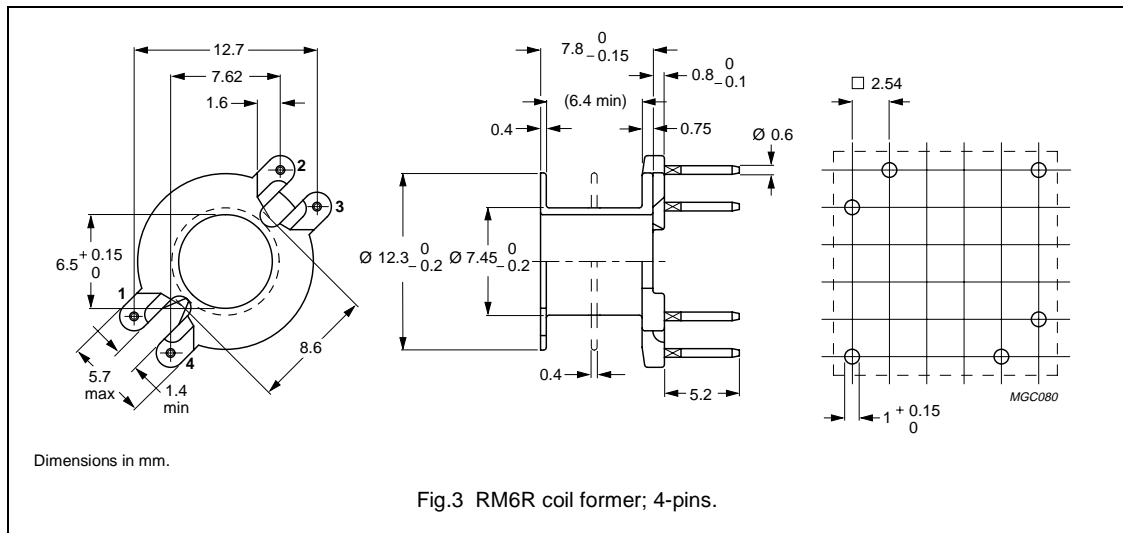 12.7
7.62
1.6
2
3
6.5 + 0.15 0
1
4
5.7 max
1.4 min
8.6
7.8 0 − 0.15
0.8 0 − 0.1
(6.4 min)
0.4
0.75
Ø 0.6
Ø 12.3 0 − 0.2
Ø 7.45 0 − 0.2
0.4
5.2
□ 2.54
MGC080
1 + 0.15 0
Dimensions in mm.
Fig.3 RM6R coil former; 4-pins.